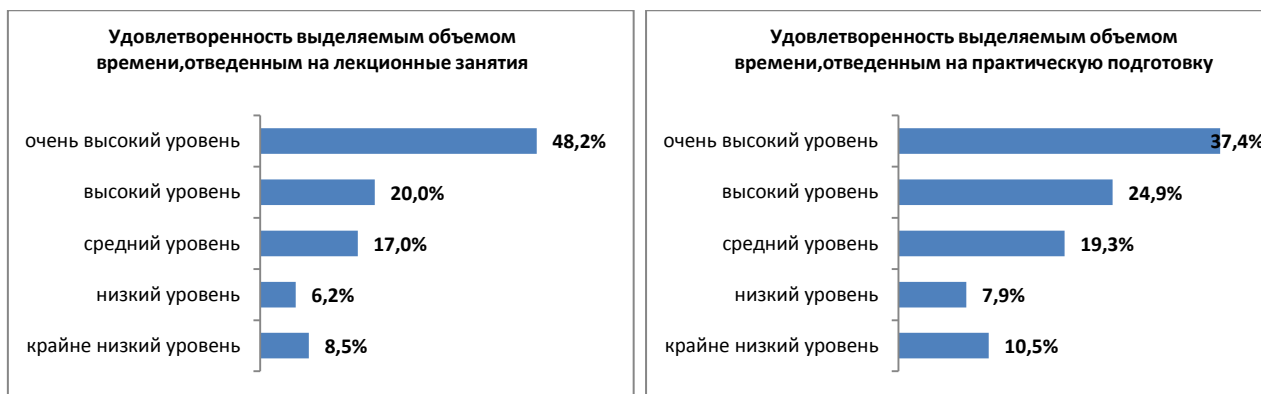 Удовлетворенность выделяемым объемом
времени,отведенным на лекционные занятия
очень высокий уровень 48,2%
высокий уровень 20,0%
средний уровень 17,0%
низкий уровень 6,2%
крайне низкий уровень 8,5%
Удовлетворенность выделяемым объемом
времени,отведенным на практическую подготовку
очень высокий уровень 37,4%
высокий уровень 24,9%
средний уровень 19,3%
низкий уровень 7,9%
крайне низкий уровень 10,5%